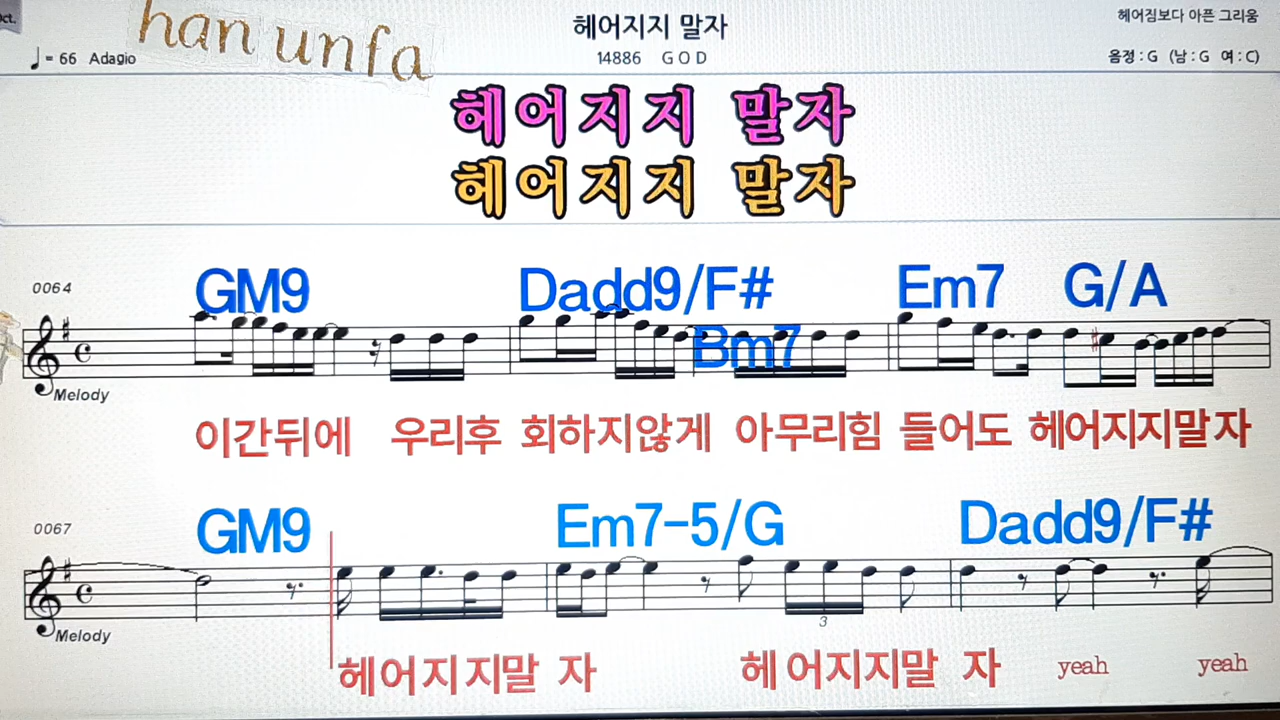 ct.
han unfa
헤어지지 말자
헤어짐보다 아픈 그리움
♩= 66 Adagio
14886 G O D
음정 : G (남 : G 여 : C)
헤어지지 말자
헤어지지 말자
0064
GM9 Dadd9/F# Bm7 Em7 G/A
Melody
이간뒤에 우리후 회하지않게 아무리힘 들어도 헤어지지말자
0067
GM9 Em7-5/G Dadd9/F#
3
Melody
헤어지지말 자 헤 어지지말 자 yeah yeah